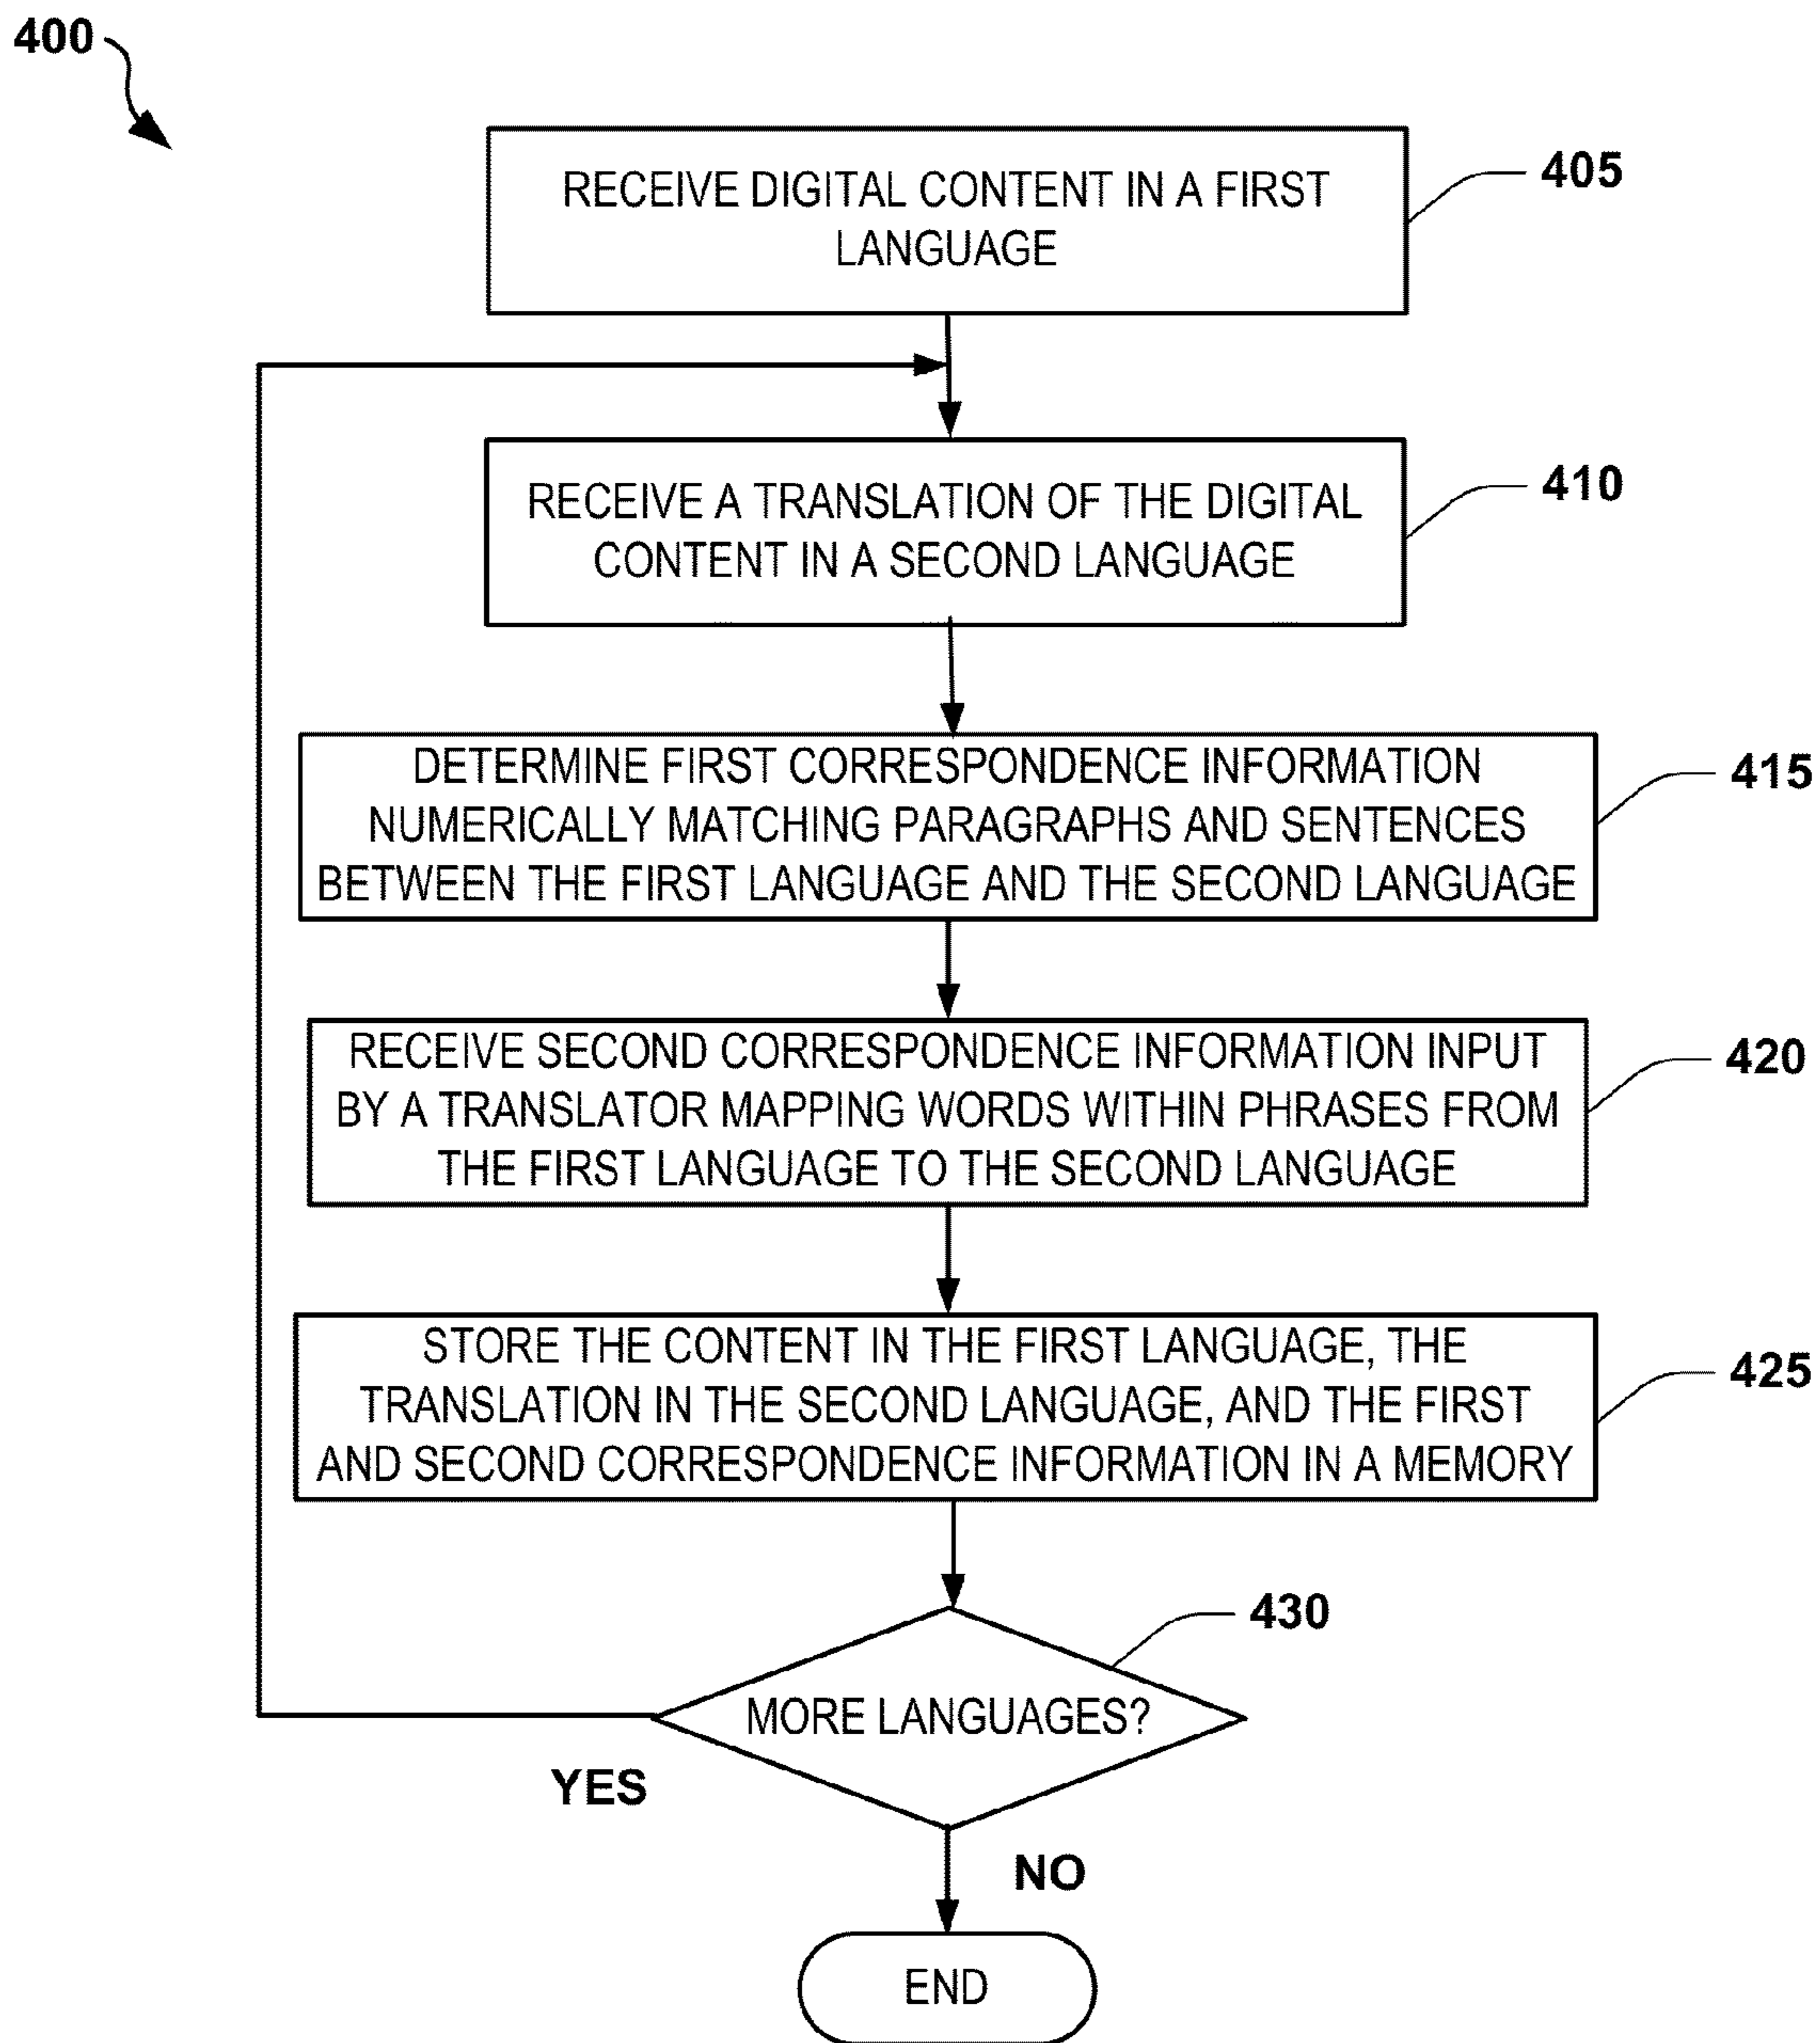 400
RECEIVE DIGITAL CONTENT IN A FIRST
LANGUAGE
405
RECEIVE A TRANSLATION OF THE DIGITAL
CONTENT IN A SECOND LANGUAGE
410
DETERMINE FIRST CORRESPONDENCE INFORMATION
NUMERICALLY MATCHING PARAGRAPHS AND SENTENCES
BETWEEN THE FIRST LANGUAGE AND THE SECOND LANGUAGE
415
RECEIVE SECOND CORRESPONDENCE INFORMATION INPUT
BY A TRANSLATOR MAPPING WORDS WITHIN PHRASES FROM
THE FIRST LANGUAGE TO THE SECOND LANGUAGE
420
STORE THE CONTENT IN THE FIRST LANGUAGE, THE
TRANSLATION IN THE SECOND LANGUAGE, AND THE FIRST
AND SECOND CORRESPONDENCE INFORMATION IN A MEMORY
425
430
MORE LANGUAGES?
YES
NO
END